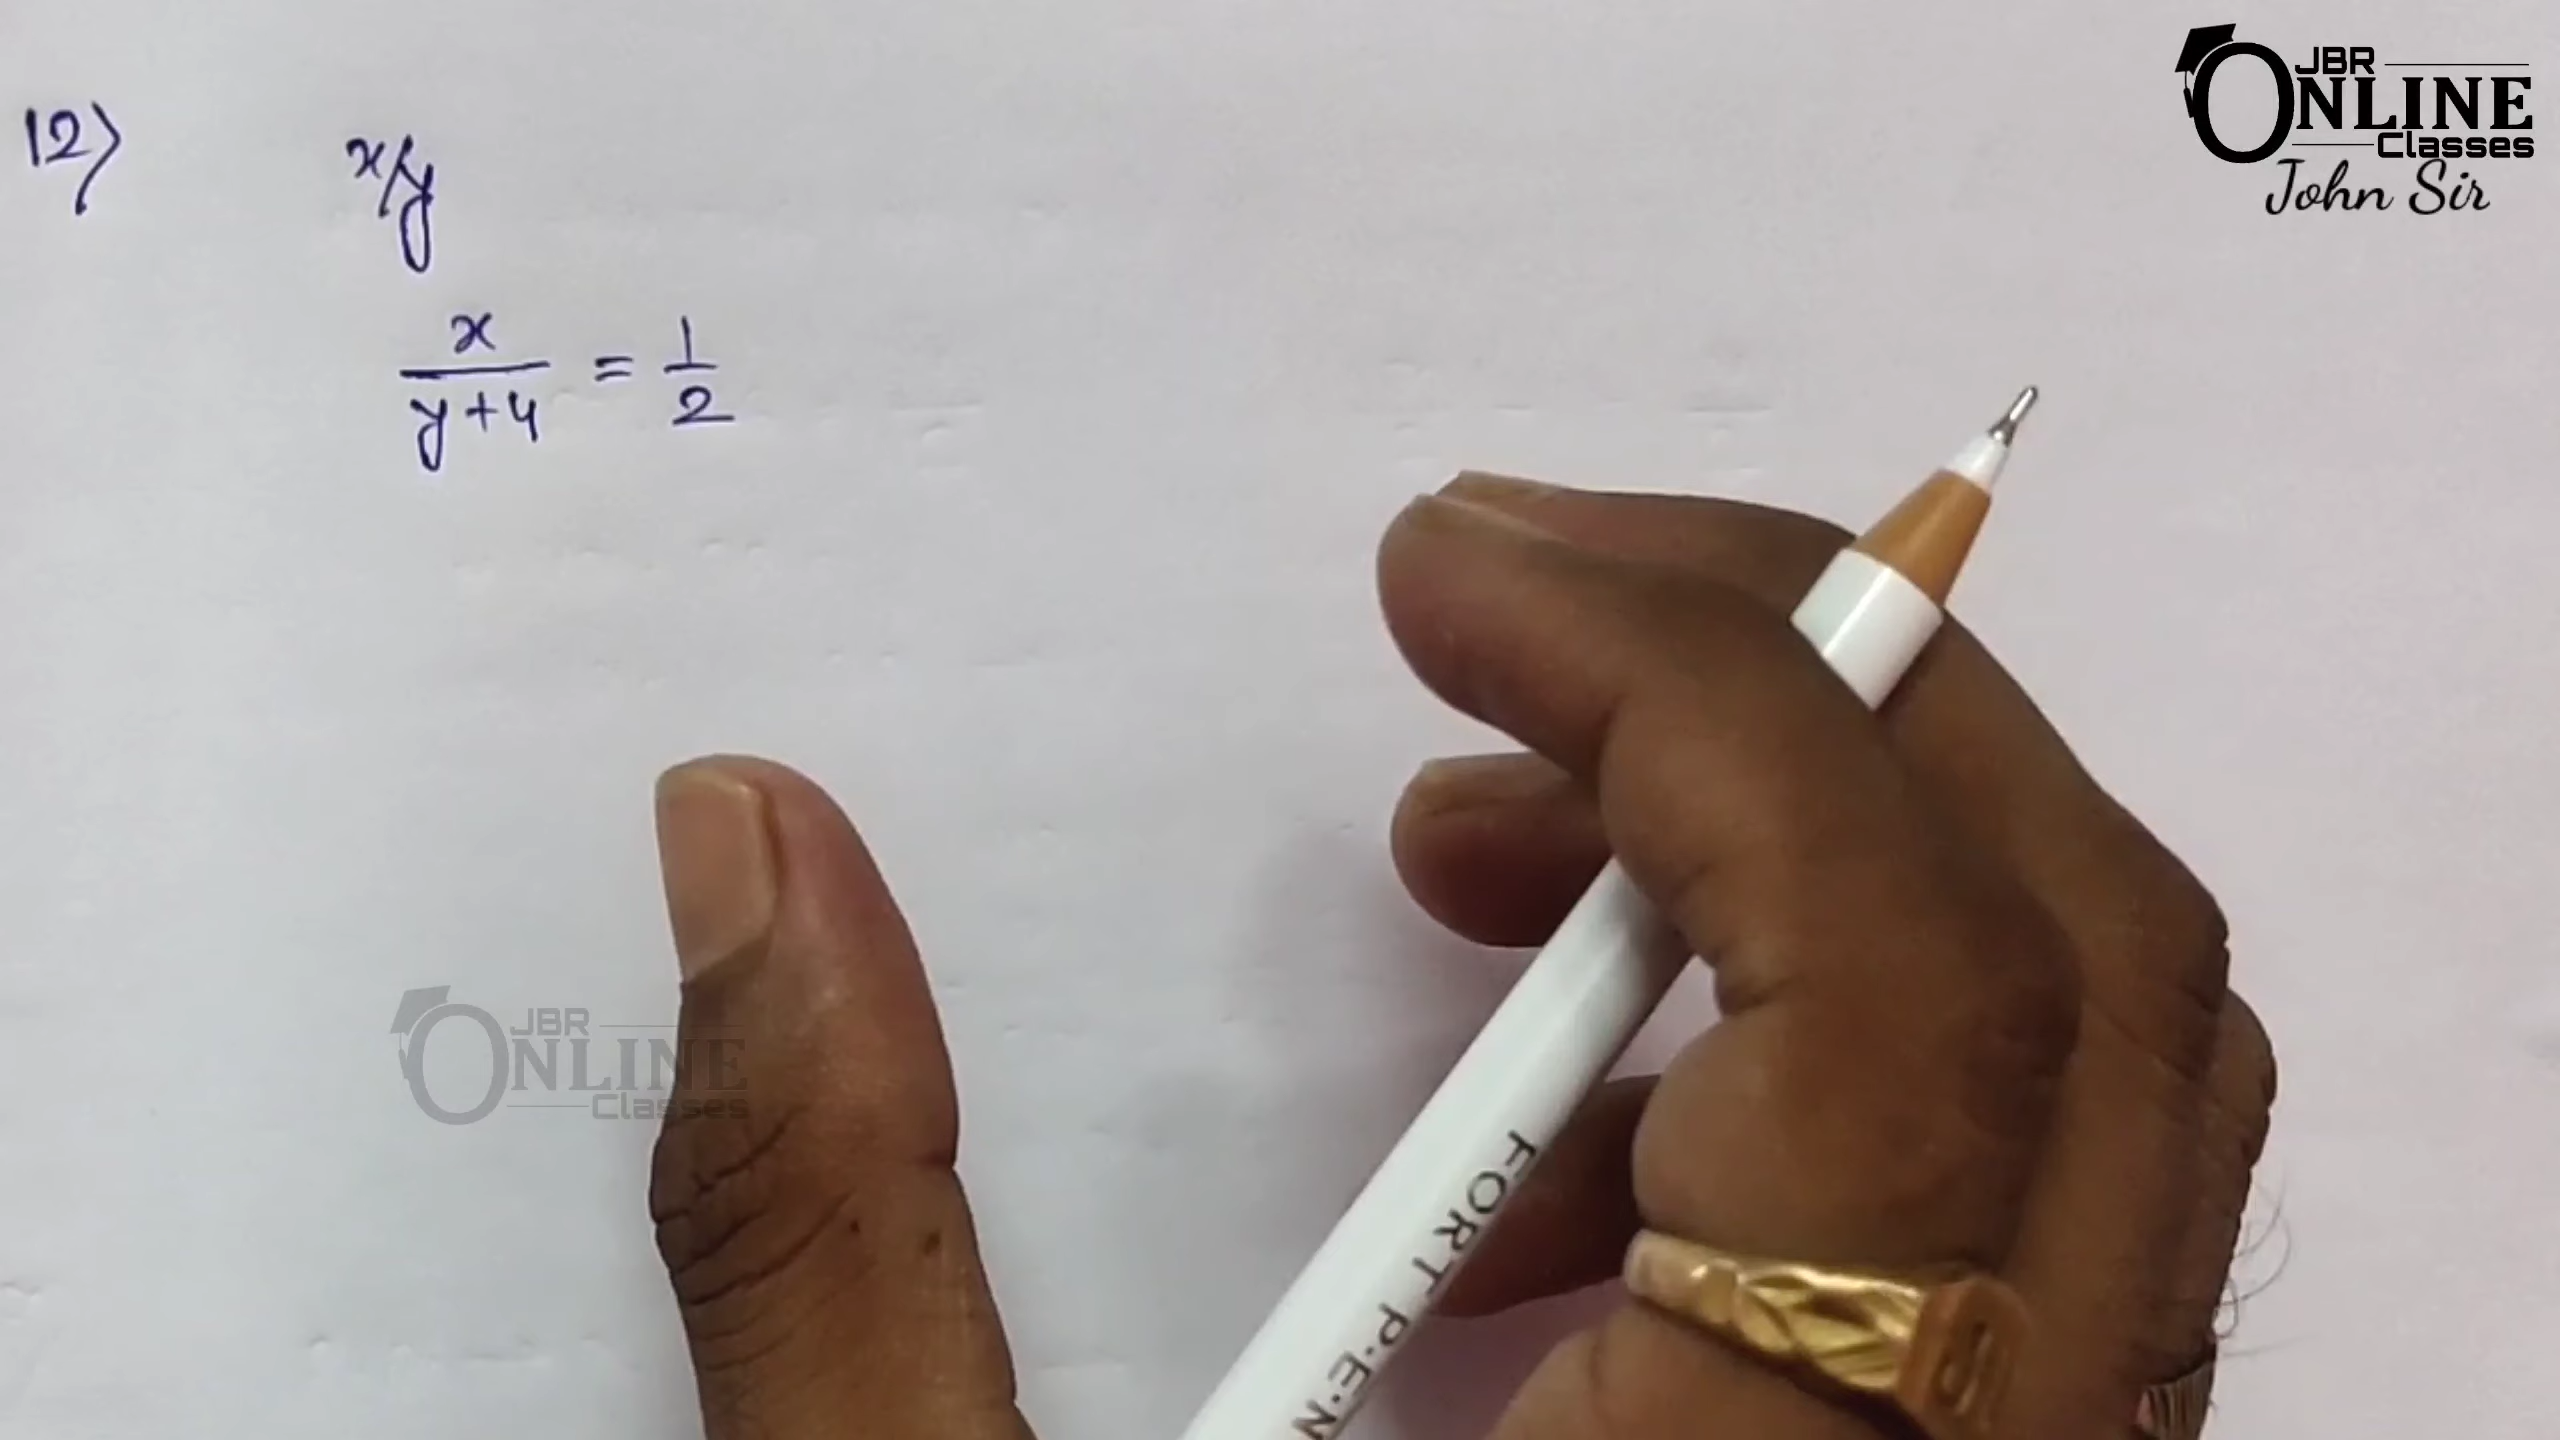 12)
x/y
x/y+4 = 1/2
JBR
ONLINE
Classes
John Sir
JBR
ONLINE
Classes
FORT P.E.N